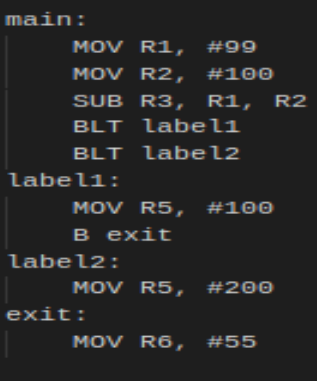 main:
MOV R1, #99
MOV R2, #100
SUB R3, R1, R2
BLT label1
BLT label2
label1:
MOV R5, #100
B exit
label2:
MOV R5, #200
exit:
MOV R6, #55